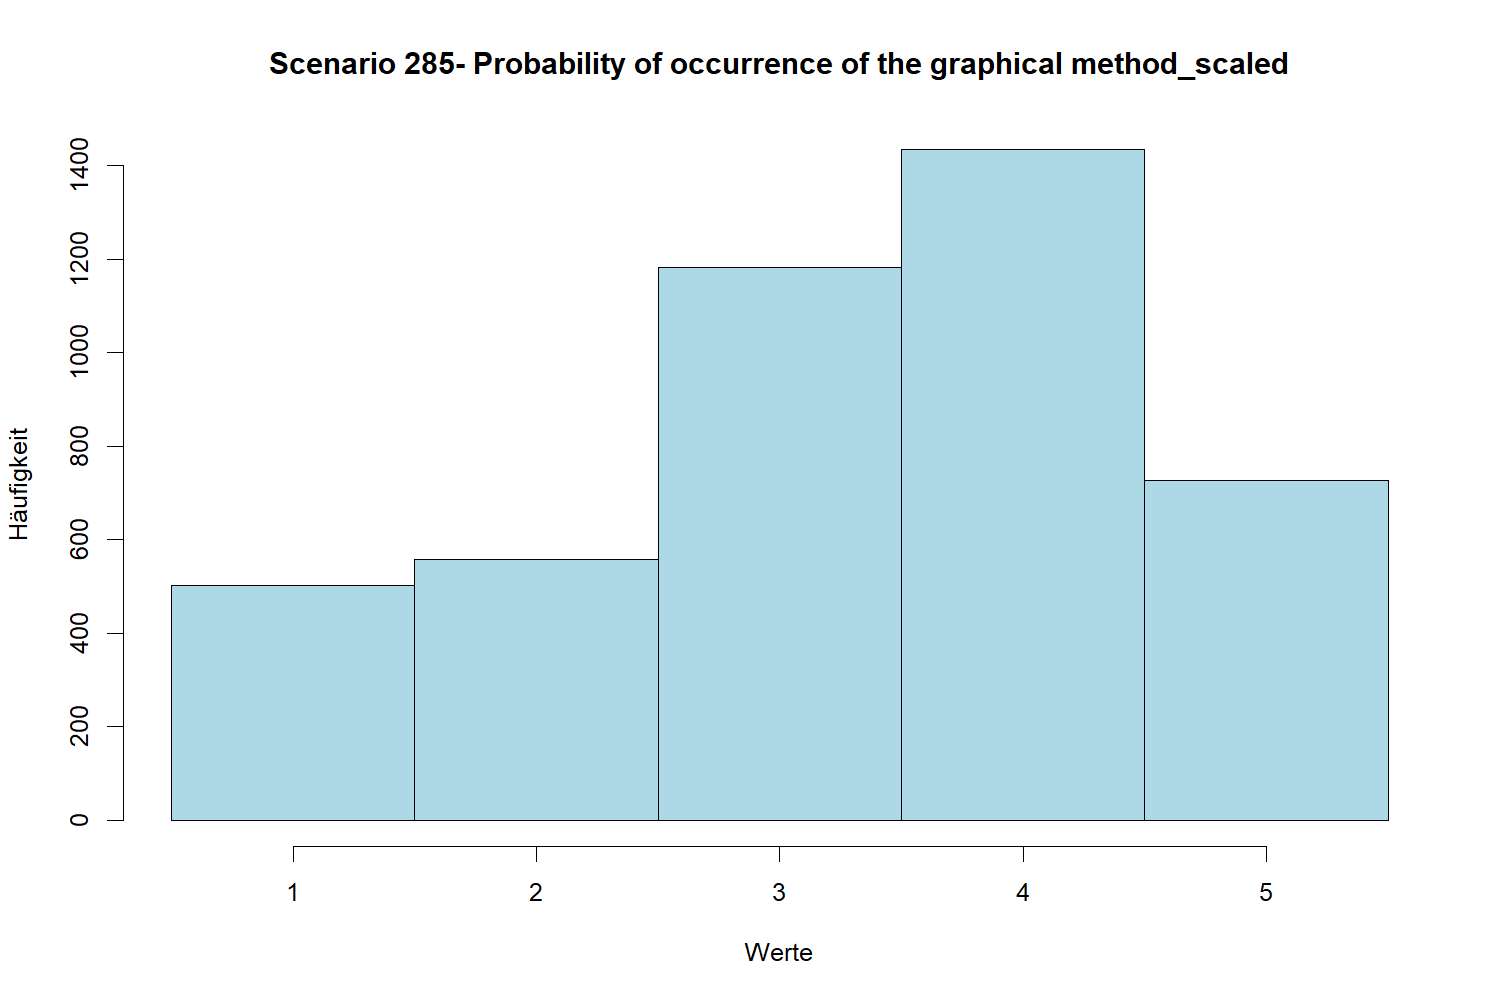 Scenario 285- Probability of occurrence of the graphical method_scaled
1400
1200
1000
800
600
400
200
0
Häufigkeit
1 2 3 4 5
Werte